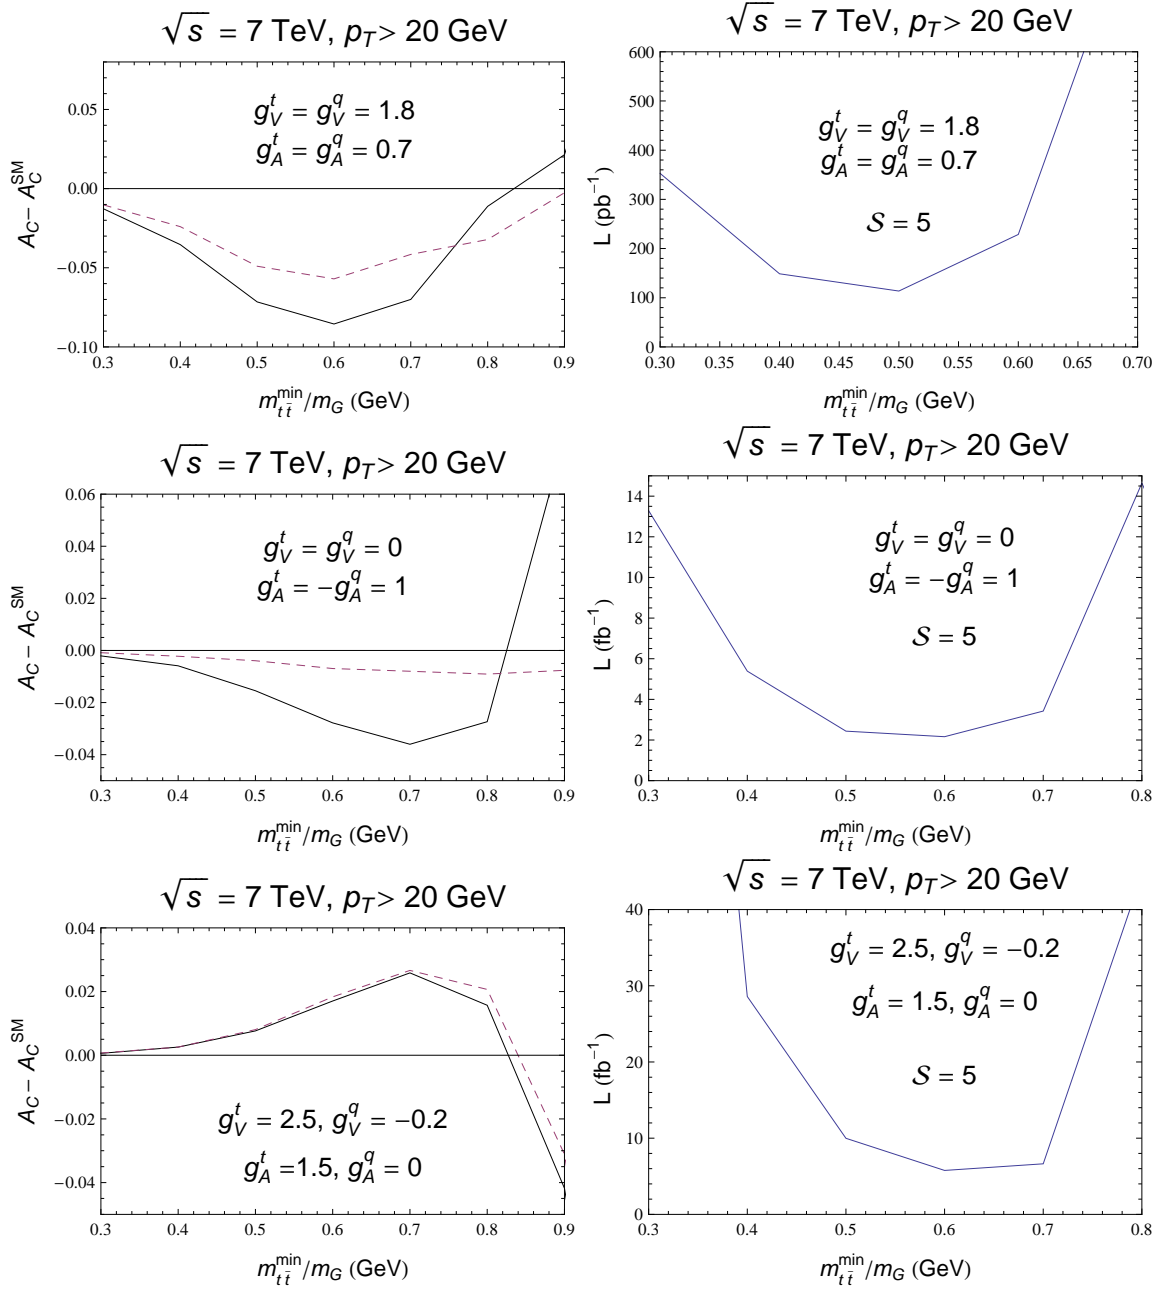 √s = 7 TeV, p_T > 20 GeV
g_V^t = g_V^q = 1.8
g_A^t = g_A^q = 0.7
A_C − A_C^SM
0.05
0.00
−0.05
−0.10
0.3 0.4 0.5 0.6 0.7 0.8 0.9
m_{t t̄}^min/m_G (GeV)
√s = 7 TeV, p_T > 20 GeV
g_V^t = g_V^q = 1.8
g_A^t = g_A^q = 0.7
S = 5
L (pb⁻¹)
600
500
400
300
200
100
0
0.30 0.35 0.40 0.45 0.50 0.55 0.60 0.65 0.70
m_{t t̄}^min/m_G (GeV)
√s = 7 TeV, p_T > 20 GeV
g_V^t = g_V^q = 0
g_A^t = −g_A^q = 1
A_C − A_C^SM
0.06
0.04
0.02
0.00
−0.02
−0.04
0.3 0.4 0.5 0.6 0.7 0.8 0.9
m_{t t̄}^min/m_G (GeV)
√s = 7 TeV, p_T > 20 GeV
g_V^t = g_V^q = 0
g_A^t = −g_A^q = 1
S = 5
L (fb⁻¹)
14
12
10
8
6
4
2
0
0.3 0.4 0.5 0.6 0.7 0.8
m_{t t̄}^min/m_G (GeV)
√s = 7 TeV, p_T > 20 GeV
A_C − A_C^SM
0.04
0.02
0.00
−0.02
−0.04
g_V^t = 2.5, g_V^q = −0.2
g_A^t =1.5, g_A^q = 0
0.3 0.4 0.5 0.6 0.7 0.8 0.9
m_{t t̄}^min/m_G (GeV)
√s = 7 TeV, p_T > 20 GeV
g_V^t = 2.5, g_V^q = −0.2
g_A^t = 1.5, g_A^q = 0
S = 5
L (fb⁻¹)
40
30
20
10
0
0.3 0.4 0.5 0.6 0.7 0.8
m_{t t̄}^min/m_G (GeV)